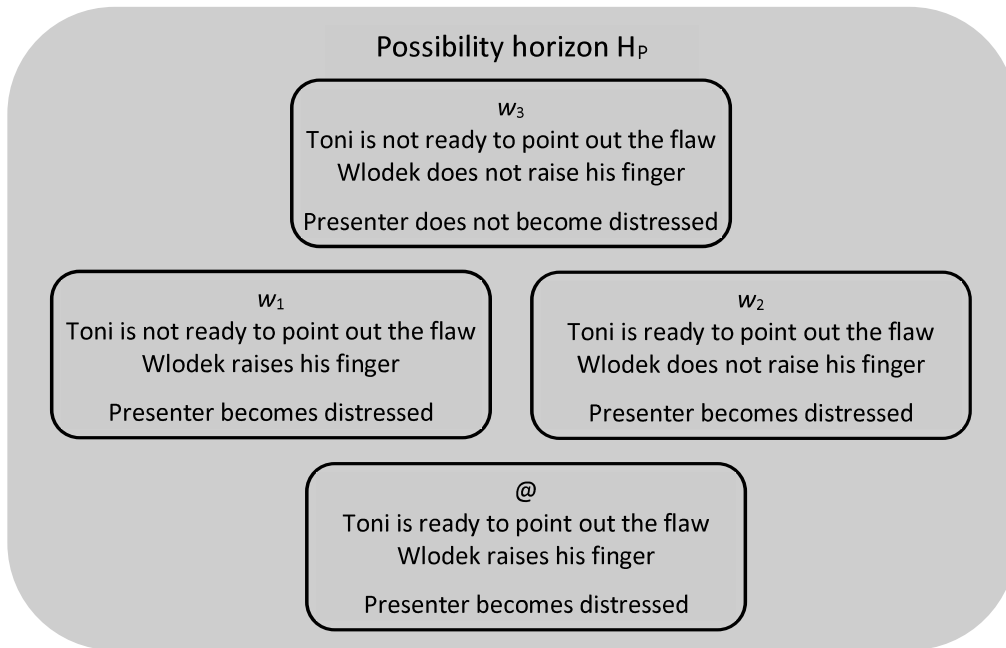 Possibility horizon Hₚ
w₃
Toni is not ready to point out the flaw
Wlodek does not raise his finger
Presenter does not become distressed
w₁
Toni is not ready to point out the flaw
Wlodek raises his finger
Presenter becomes distressed
w₂
Toni is ready to point out the flaw
Wlodek does not raise his finger
Presenter becomes distressed
@
Toni is ready to point out the flaw
Wlodek raises his finger
Presenter becomes distressed